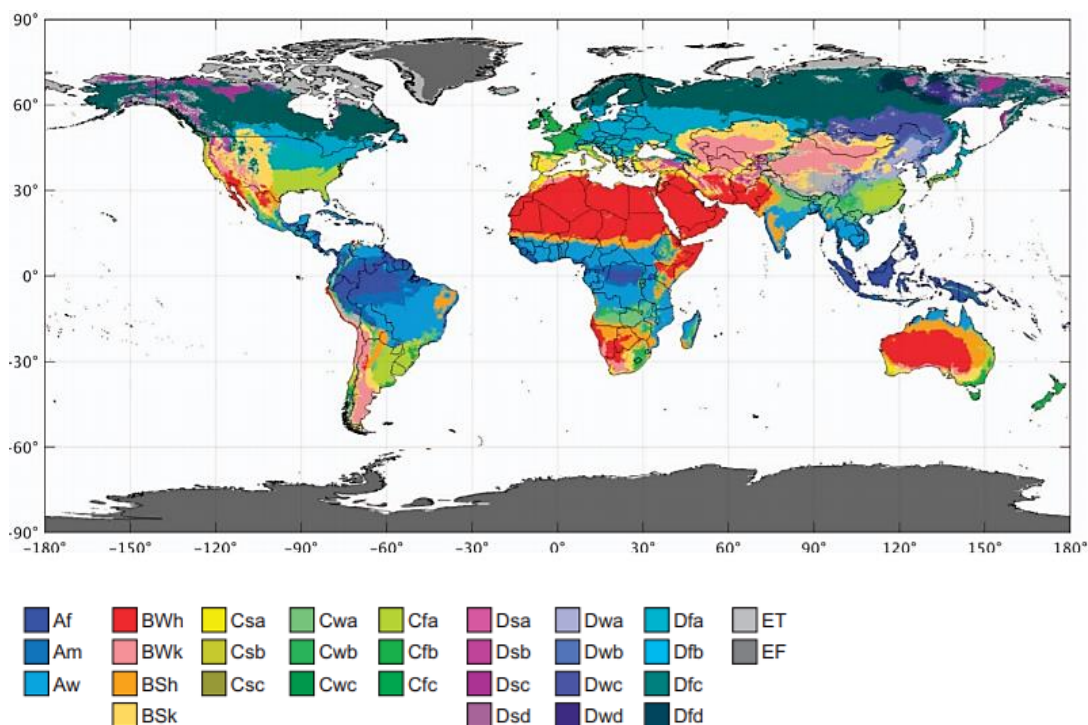 90°
60°
30°
0°
-30°
-60°
-90°
-180° -150° -120° -90° -60° -30° 0° 30° 60° 90° 120° 150° 180°
Af BWh Csa Cwa Cfa Dsa Dwa Dfa ET
Am BWk Csb Cwb Cfb Dsb Dwb Dfb EF
Aw BSh Csc Cwc Cfc Dsc Dwc Dfc
BSk Dsd Dwd Dfd